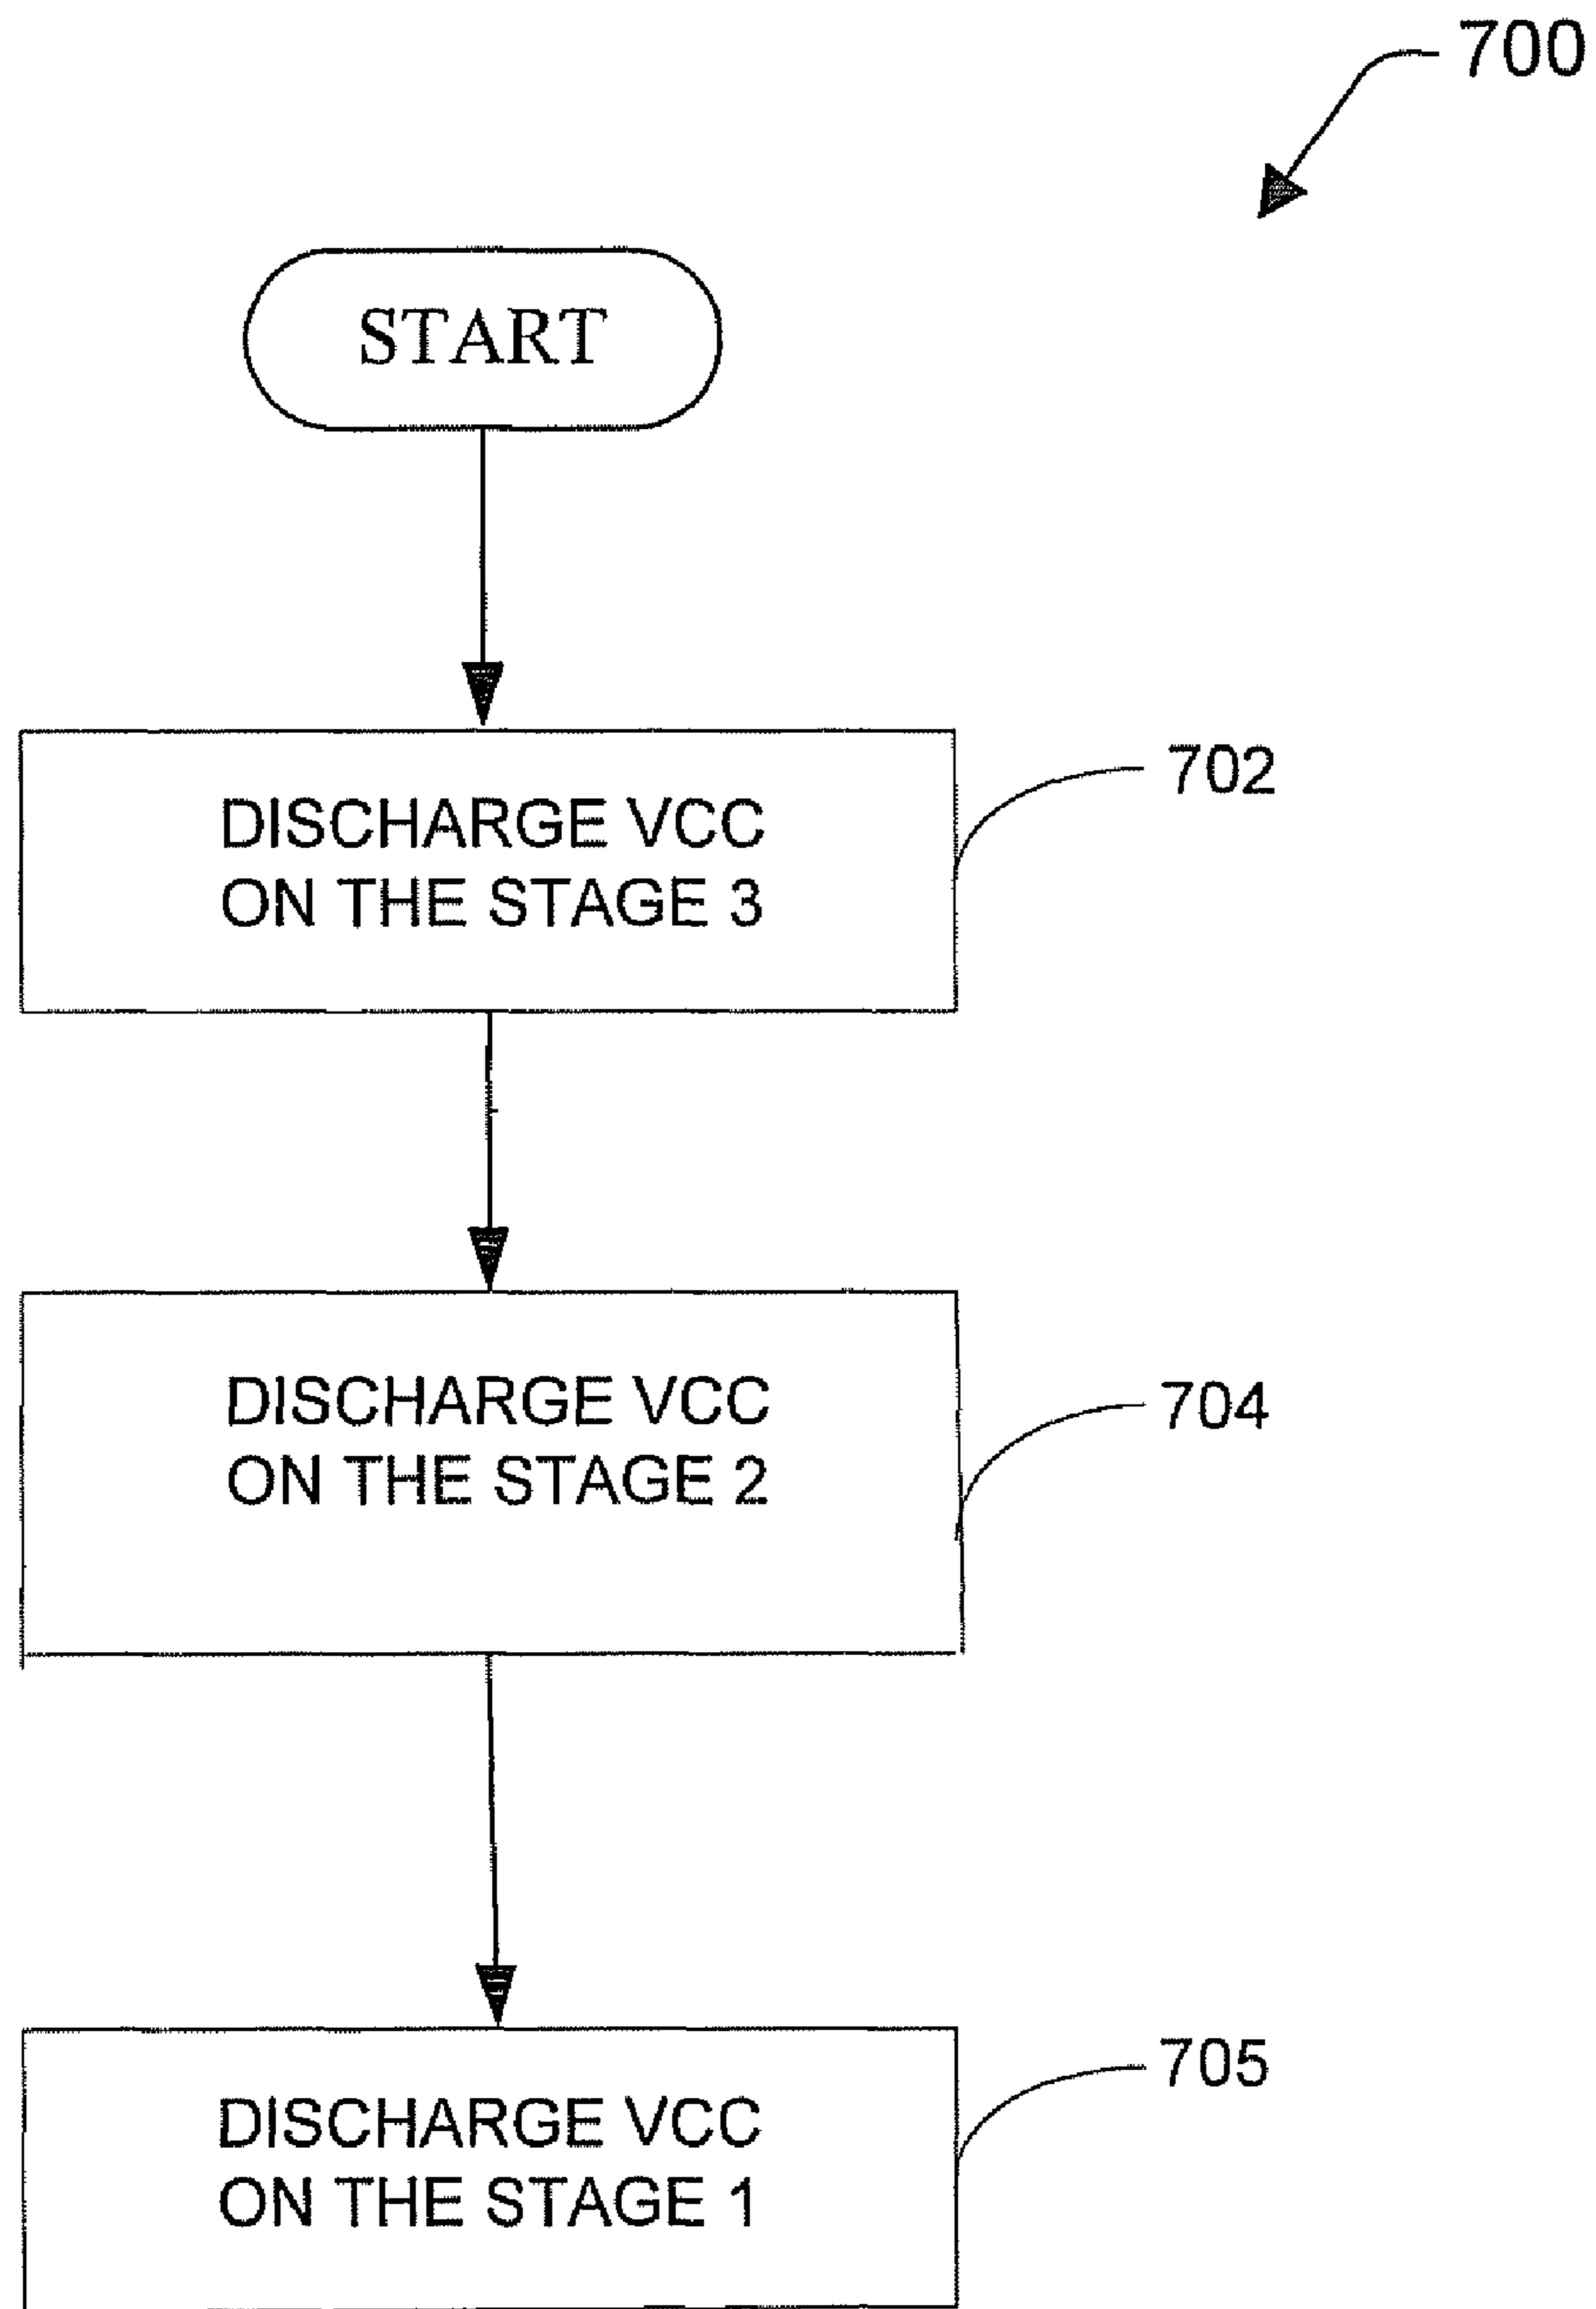 700
START
DISCHARGE VCC
ON THE STAGE 3
702
DISCHARGE VCC
ON THE STAGE 2
704
DISCHARGE VCC
ON THE STAGE 1
705